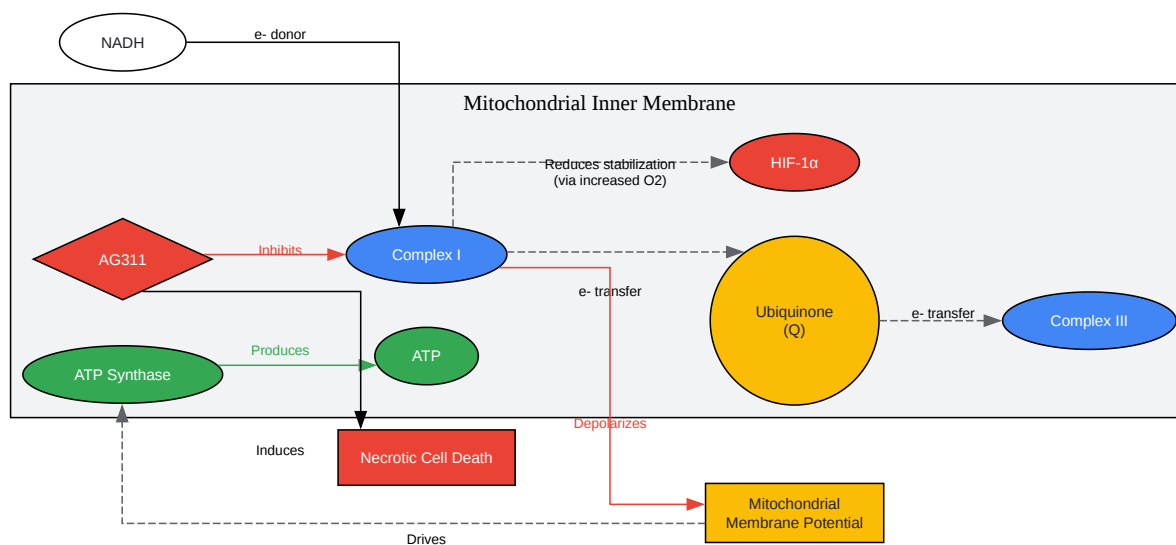 NADH
e- donor
Mitochondrial Inner Membrane
Reduces stabilization
(via increased O2)
HIF-1α
AG311
Inhibits
Complex I
e- transfer
Ubiquinone
(Q)
e- transfer
Complex III
ATP Synthase
Produces
ATP
Depolarizes
Induces
Necrotic Cell Death
Mitochondrial
Membrane Potential
Drives